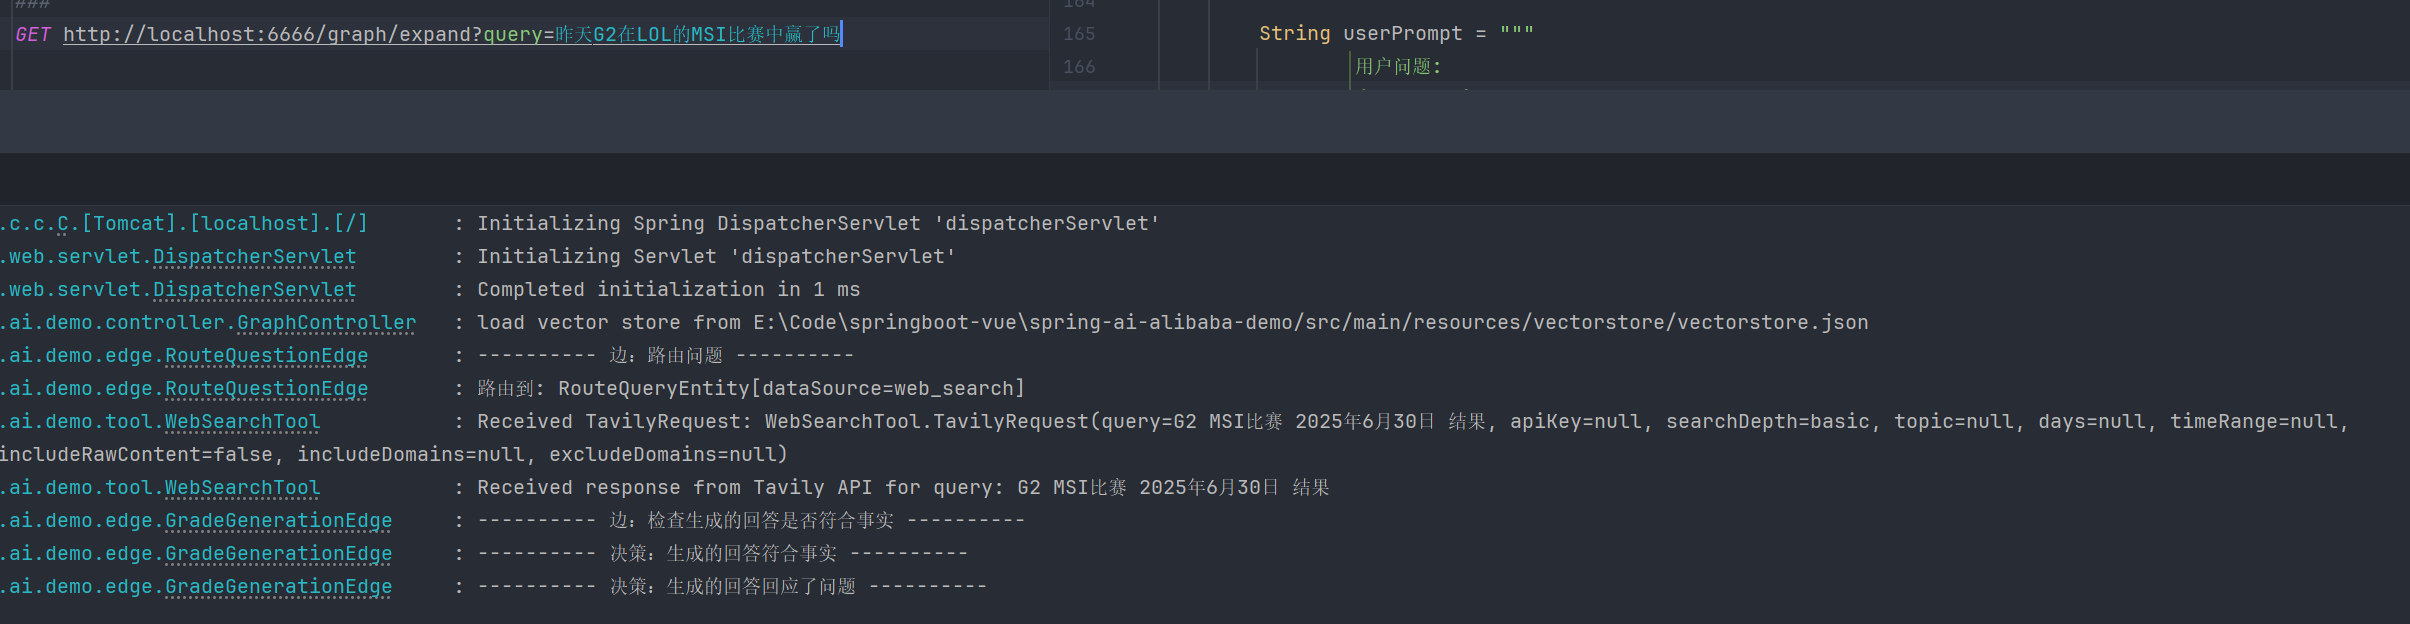 ###
GET http://localhost:6666/graph/expand?query=昨天G2在LOL的MSI比赛中赢了吗
164
165 String userPrompt = """
166 用户问题:
.c.c.C.[Tomcat].[localhost].[/] : Initializing Spring DispatcherServlet 'dispatcherServlet'
.web.servlet.DispatcherServlet : Initializing Servlet 'dispatcherServlet'
.web.servlet.DispatcherServlet : Completed initialization in 1 ms
.ai.demo.controller.GraphController : load vector store from E:\Code\springboot-vue\spring-ai-alibaba-demo/src/main/resources/vectorstore/vectorstore.json
.ai.demo.edge.RouteQuestionEdge : ---------- 边: 路由问题 ----------
.ai.demo.edge.RouteQuestionEdge : 路由到: RouteQueryEntity[dataSource=web_search]
.ai.demo.tool.WebSearchTool : Received TavilyRequest: WebSearchTool.TavilyRequest(query=G2 MSI比赛 2025年6月30日 结果, apiKey=null, searchDepth=basic, topic=null, days=null, timeRange=null,
includeRawContent=false, includeDomains=null, excludeDomains=null)
.ai.demo.tool.WebSearchTool : Received response from Tavily API for query: G2 MSI比赛 2025年6月30日 结果
.ai.demo.edge.GradeGenerationEdge : ---------- 边: 检查生成的回答是否符合事实 ----------
.ai.demo.edge.GradeGenerationEdge : ---------- 决策: 生成的回答符合事实 ----------
.ai.demo.edge.GradeGenerationEdge : ---------- 决策: 生成的回答回应了问题 ----------